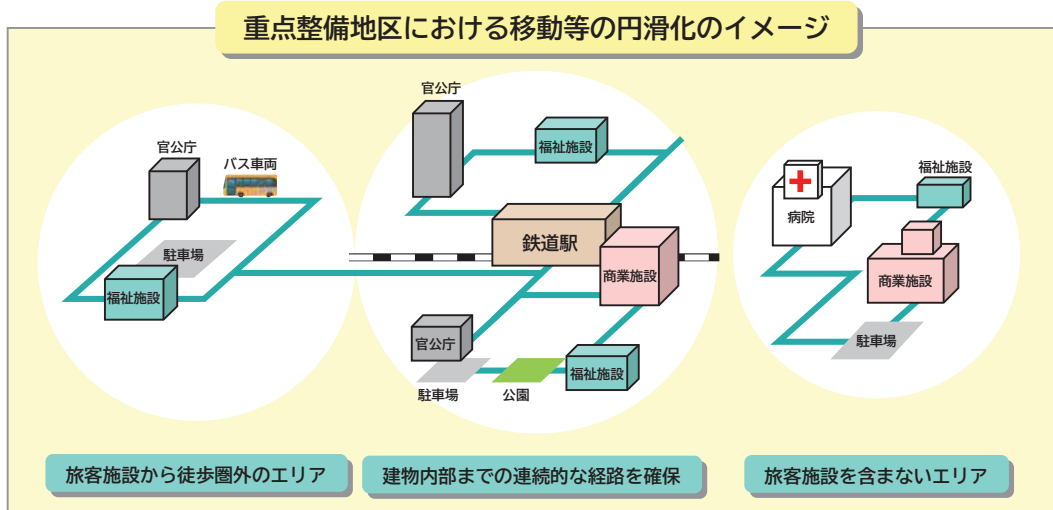 重点整備地区における移動等の円滑化のイメージ
官公庁
バス車両
駐車場
福祉施設
官公庁
福祉施設
鉄道駅
商業施設
官公庁
福祉施設
駐車場
公園
福祉施設
病院
商業施設
駐車場
旅客施設から徒歩圏外のエリア
建物内部までの連続的な経路を確保
旅客施設を含まないエリア